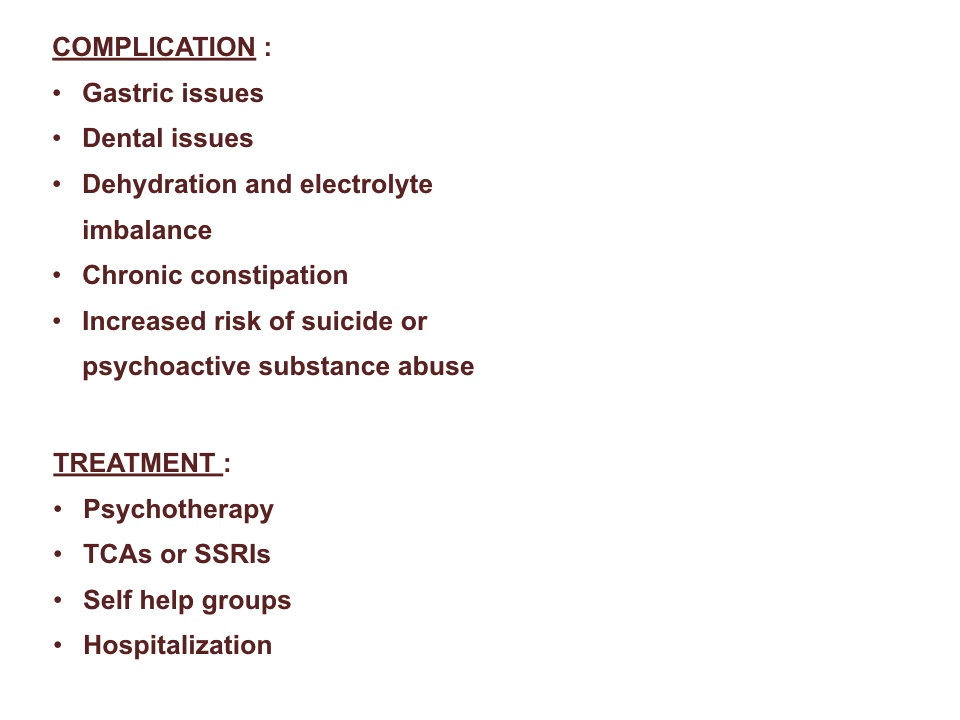 COMPLICATION :
• Gastric issues
• Dental issues
• Dehydration and electrolyte
imbalance
• Chronic constipation
• Increased risk of suicide or
psychoactive substance abuse
TREATMENT :
• Psychotherapy
• TCAs or SSRIs
• Self help groups
• Hospitalization